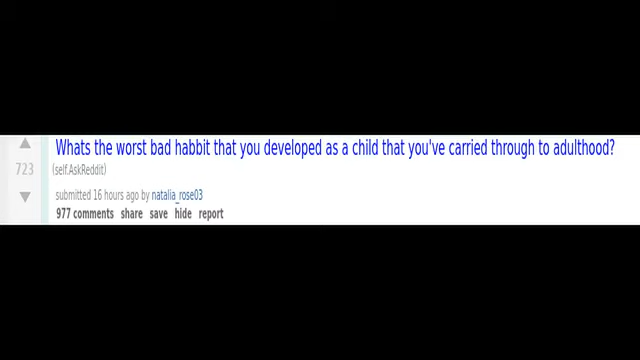 Whats the worst bad habbit that you developed as a child that you've carried through to adulthood?
723
(self.AskReddit)
submitted 16 hours ago by natalia_rose03
977 comments share save hide report